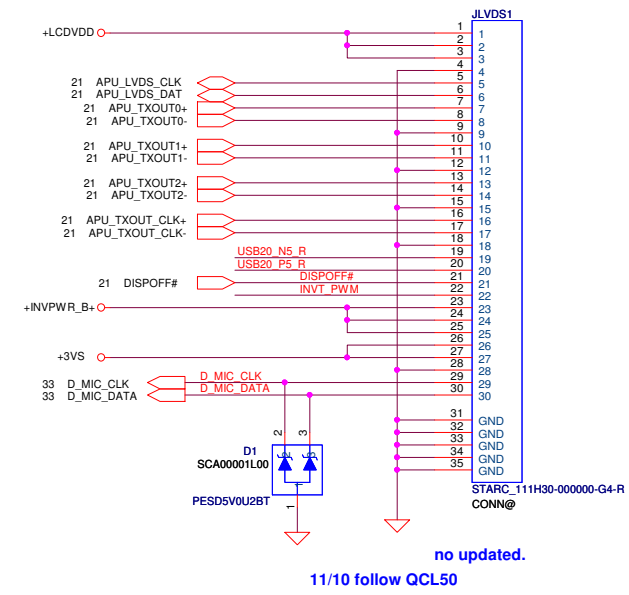 JLVDS1
+LCDVDD 1 1
2 2
3 3
4 4
21 APU_LVDS_CLK 5 5
21 APU_LVDS_DAT 6 6
21 APU_TXOUT0+ 7 7
21 APU_TXOUT0- 8 8
9 9
21 APU_TXOUT1+ 10 10
21 APU_TXOUT1- 11 11
12 12
21 APU_TXOUT2+ 13 13
21 APU_TXOUT2- 14 14
15 15
21 APU_TXOUT_CLK+ 16 16
21 APU_TXOUT_CLK- 17 17
18 18
USB20_N5_R 19 19
USB20_P5_R 20 20
21 DISPOFF# DISPOFF# 21 21
INVT_PWM 22 22
+INVPWR_B+ 23 23
24 24
25 25
26 26
+3VS 27 27
28 28
33 D_MIC_CLK D_MIC_CLK 29 29
33 D_MIC_DATA D_MIC_DATA 30 30
31 GND
32 GND
33 GND
34 GND
35 GND
2 3
D1
SCA00001L00
PESD5V0U2BT
1
STARC_111H30-000000-G4-R
CONN@
no updated.
11/10 follow QCL50